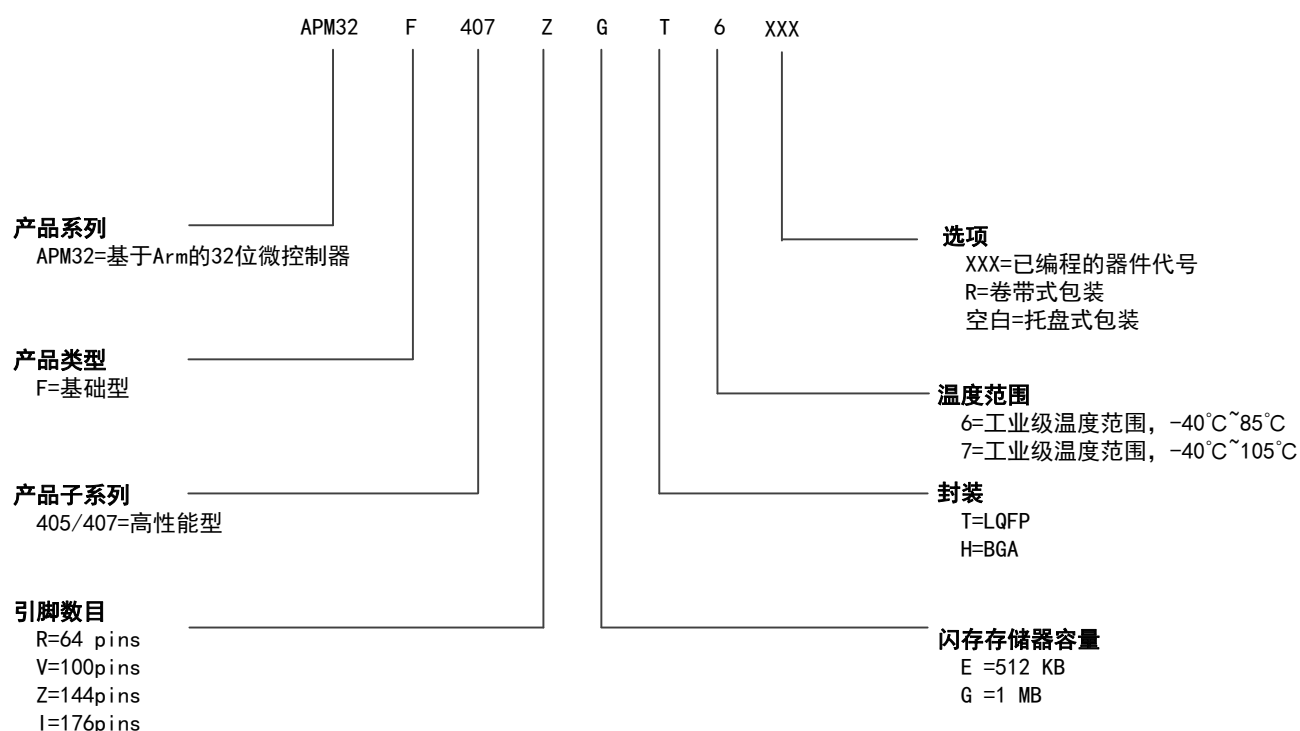 APM32 F 407 Z G T 6 XXX
产品系列
APM32=基于Arm的32位微控制器
产品类型
F=基础型
产品子系列
405/407=高性能型
引脚数目
R=64 pins
V=100pins
Z=144pins
I=176pins
选项
XXX=已编程的器件代号
R=卷带式包装
空白=托盘式包装
温度范围
6=工业级温度范围，-40℃~85℃
7=工业级温度范围，-40℃~105℃
封装
T=LQFP
H=BGA
闪存存储器容量
E =512 KB
G =1 MB